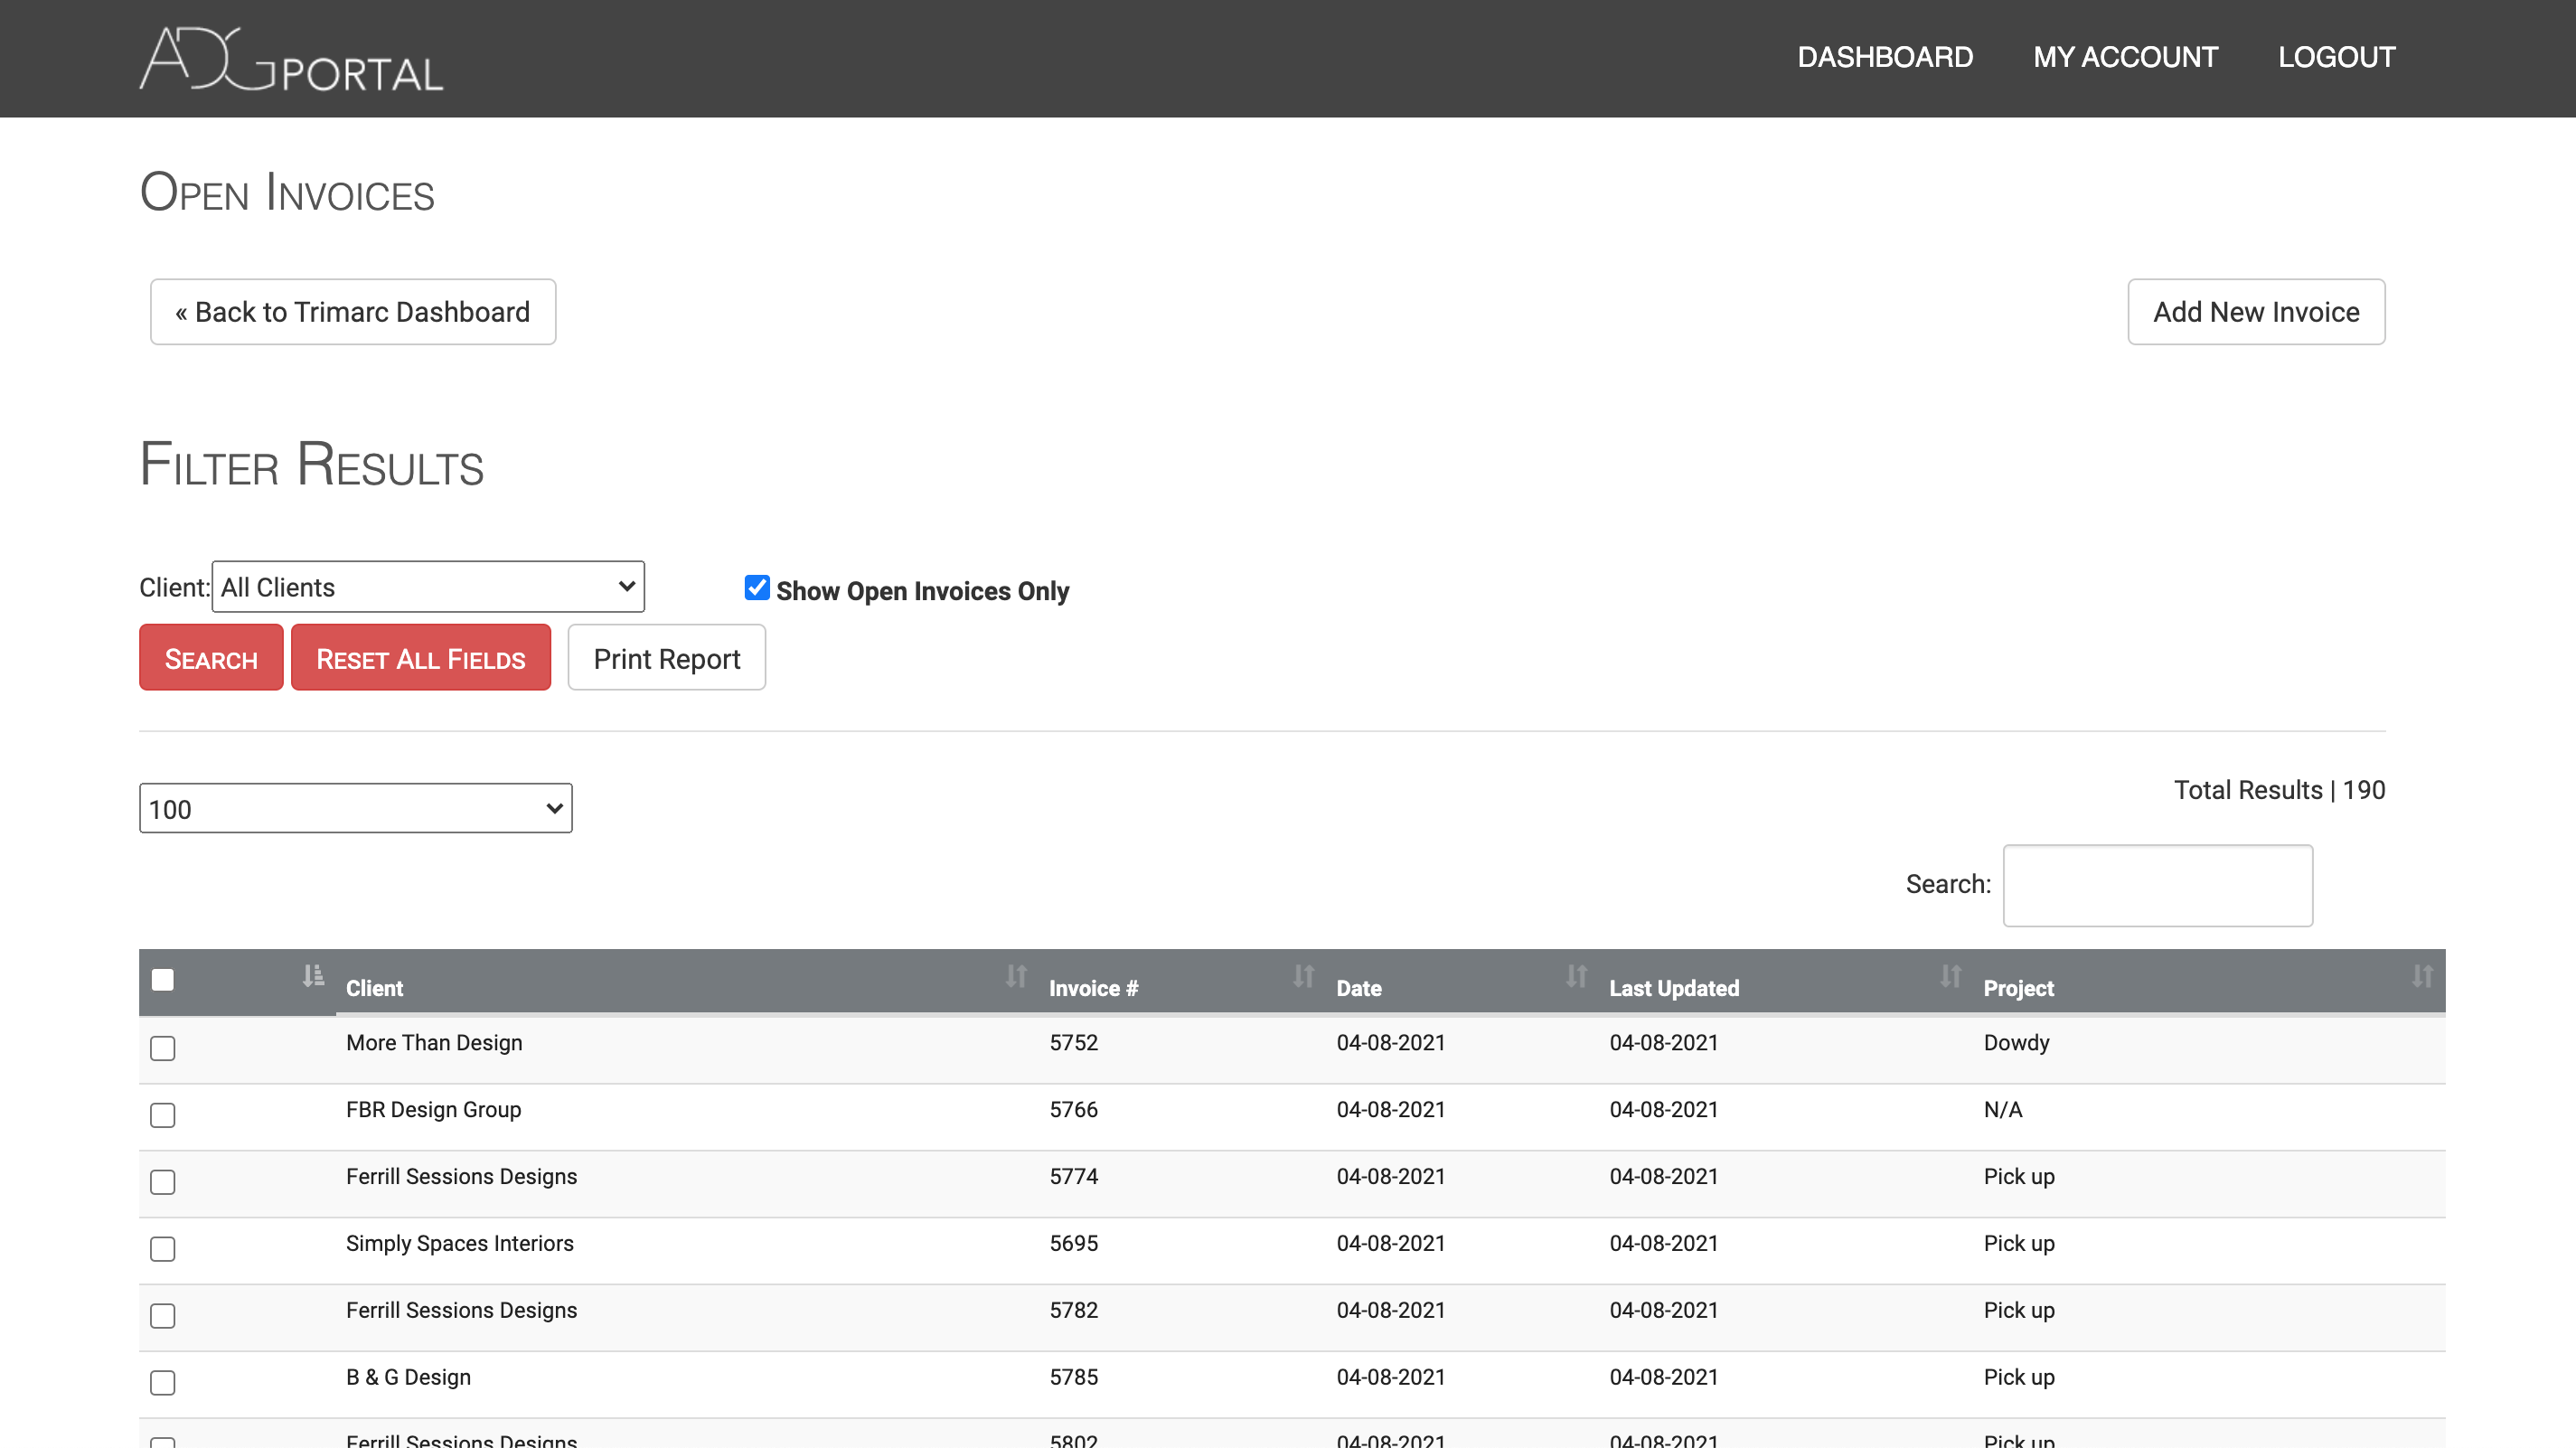 ADG PORTAL
DASHBOARD MY ACCOUNT LOGOUT
Open Invoices
« Back to Trimarc Dashboard Add New Invoice
Filter Results
Client: All Clients Show Open Invoices Only
Search Reset All Fields Print Report
100 Total Results | 190
Search:
Client Invoice # Date Last Updated Project
More Than Design 5752 04-08-2021 04-08-2021 Dowdy
FBR Design Group 5766 04-08-2021 04-08-2021 N/A
Ferrill Sessions Designs 5774 04-08-2021 04-08-2021 Pick up
Simply Spaces Interiors 5695 04-08-2021 04-08-2021 Pick up
Ferrill Sessions Designs 5782 04-08-2021 04-08-2021 Pick up
B & G Design 5785 04-08-2021 04-08-2021 Pick up
Ferrill Sessions Designs 5802 04-08-2021 04-08-2021 Pick up